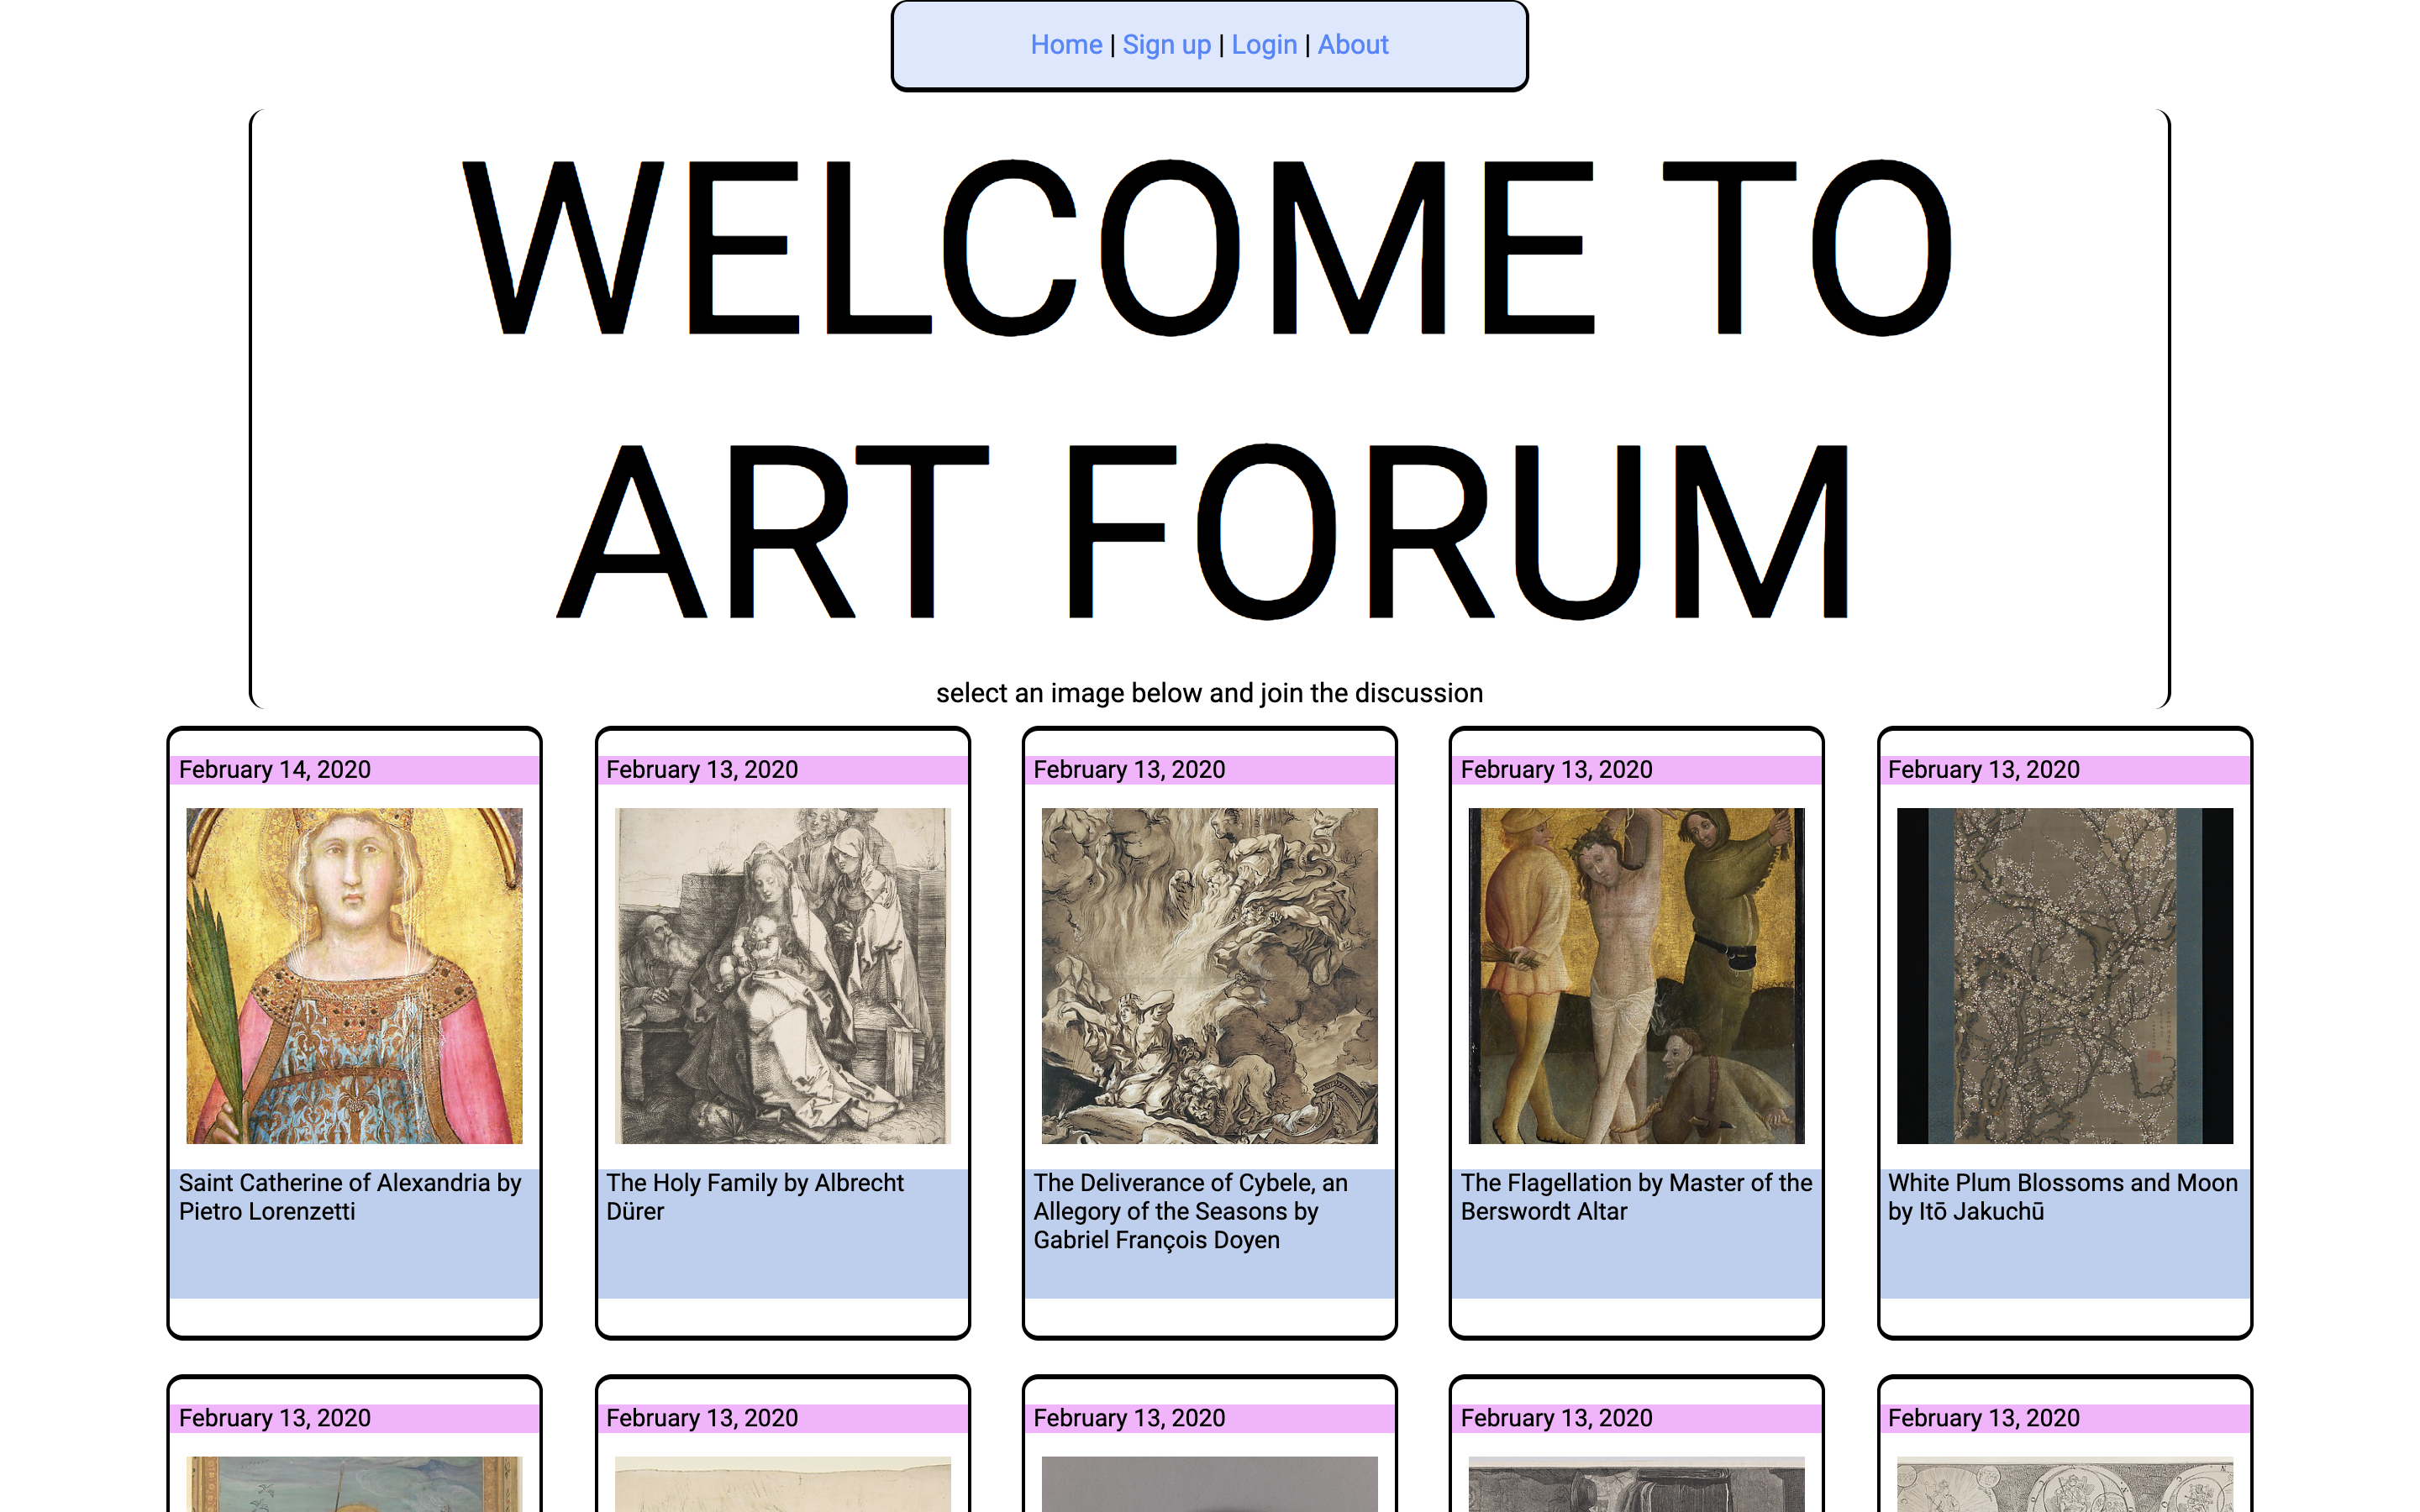 Home | Sign up | Login | About
WELCOME TO
ART FORUM
select an image below and join the discussion
February 14, 2020
Saint Catherine of Alexandria by
Pietro Lorenzetti
February 13, 2020
The Holy Family by Albrecht
Dürer
February 13, 2020
The Deliverance of Cybele, an
Allegory of the Seasons by
Gabriel François Doyen
February 13, 2020
The Flagellation by Master of the
Berswordt Altar
February 13, 2020
White Plum Blossoms and Moon
by Itō Jakuchū
February 13, 2020
February 13, 2020
February 13, 2020
February 13, 2020
February 13, 2020